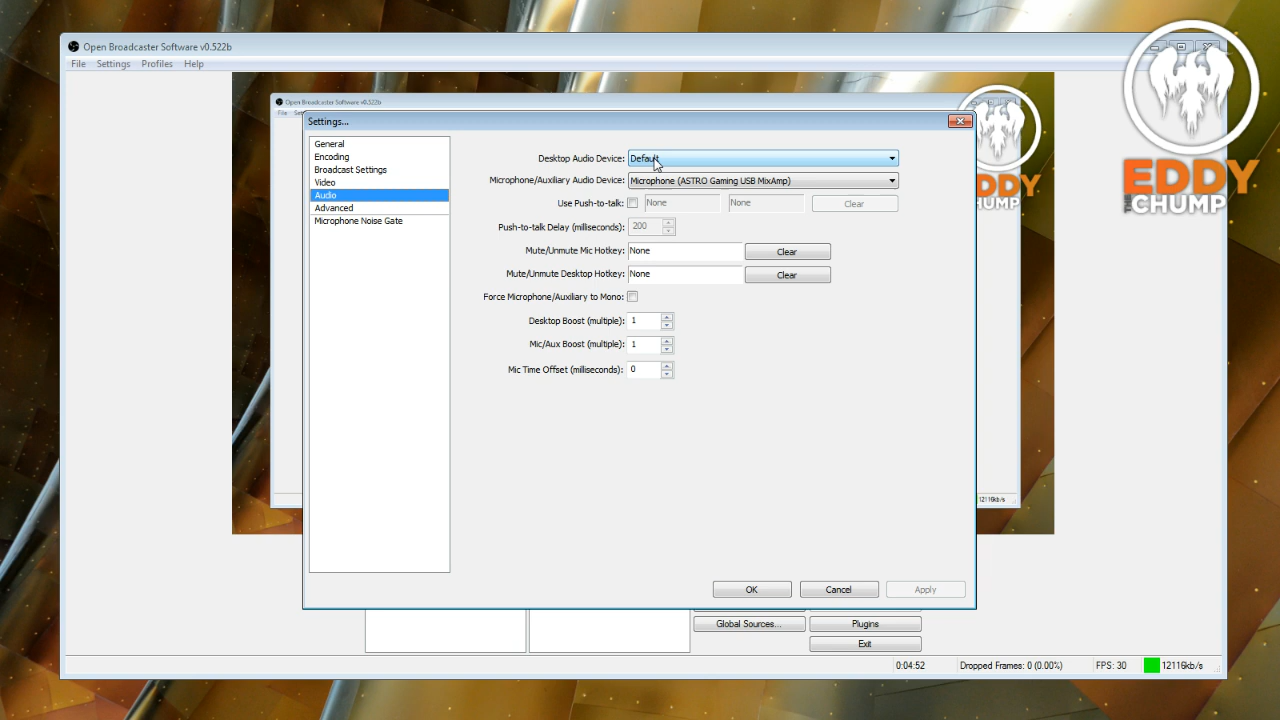 Open Broadcaster Software v0.522b
File Settings Profiles Help
EDDY
THE CHUMP
Open Broadcaster Software v0.522b
File
Settings...
General
Encoding
Broadcast Settings
Video
Audio
Advanced
Microphone Noise Gate
Desktop Audio Device: Default
Microphone/Auxiliary Audio Device: Microphone (ASTRO Gaming USB MixAmp)
Use Push-to-talk: None None Clear
Push-to-talk Delay (milliseconds): 200
Mute/Unmute Mic Hotkey: None Clear
Mute/Unmute Desktop Hotkey: None Clear
Force Microphone/Auxiliary to Mono:
Desktop Boost (multiple): 1
Mic/Aux Boost (multiple): 1
Mic Time Offset (milliseconds): 0
DDY
HUMP
12116kb/s
OK Cancel Apply
Global Sources... Plugins
Exit
0:04:52 Dropped Frames: 0 (0.00%) FPS: 30 12116kb/s